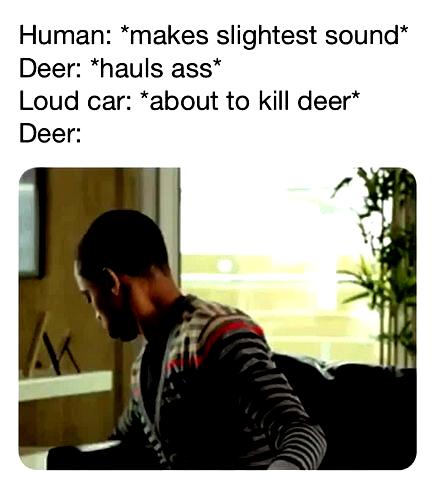 Human: *makes slightest sound*
Deer: *hauls ass*
Loud car: *about to kill deer*
Deer: